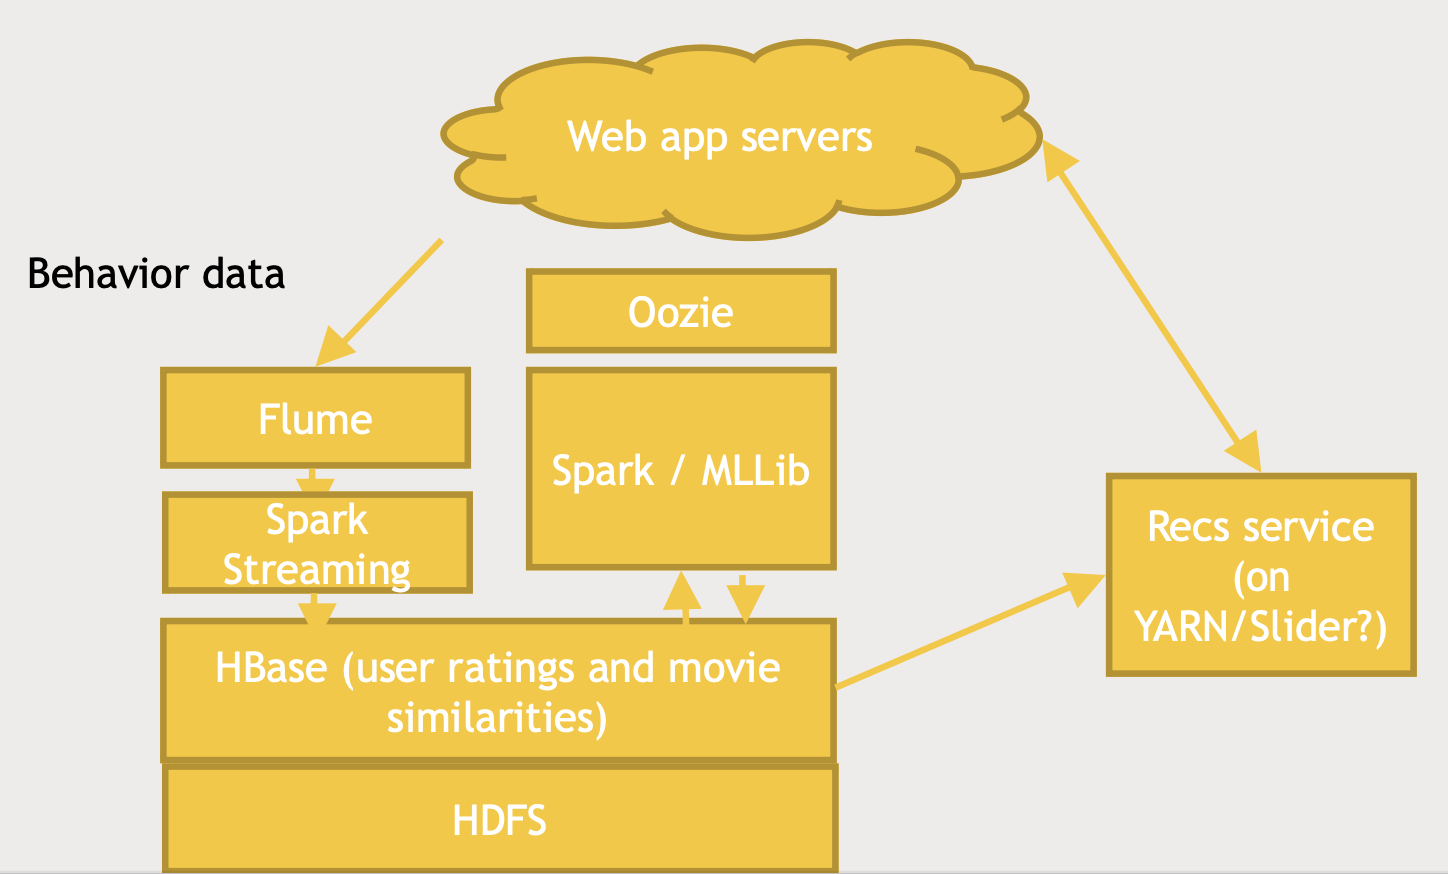 Web app servers
Behavior data
Oozie
Flume
Spark / MLLib
Spark
Streaming
Recs service
(on
YARN/Slider?)
HBase (user ratings and movie
similarities)
HDFS